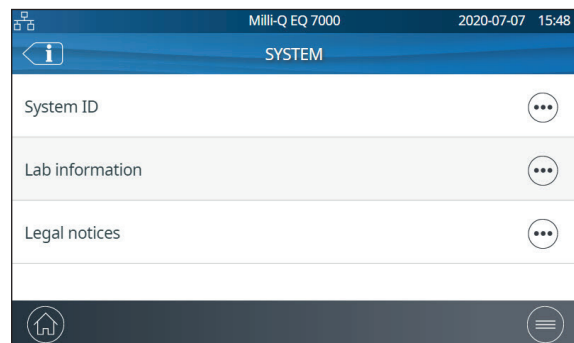 Milli-Q EQ 7000 2020-07-07 15:48
i SYSTEM
System ID
Lab information
Legal notices